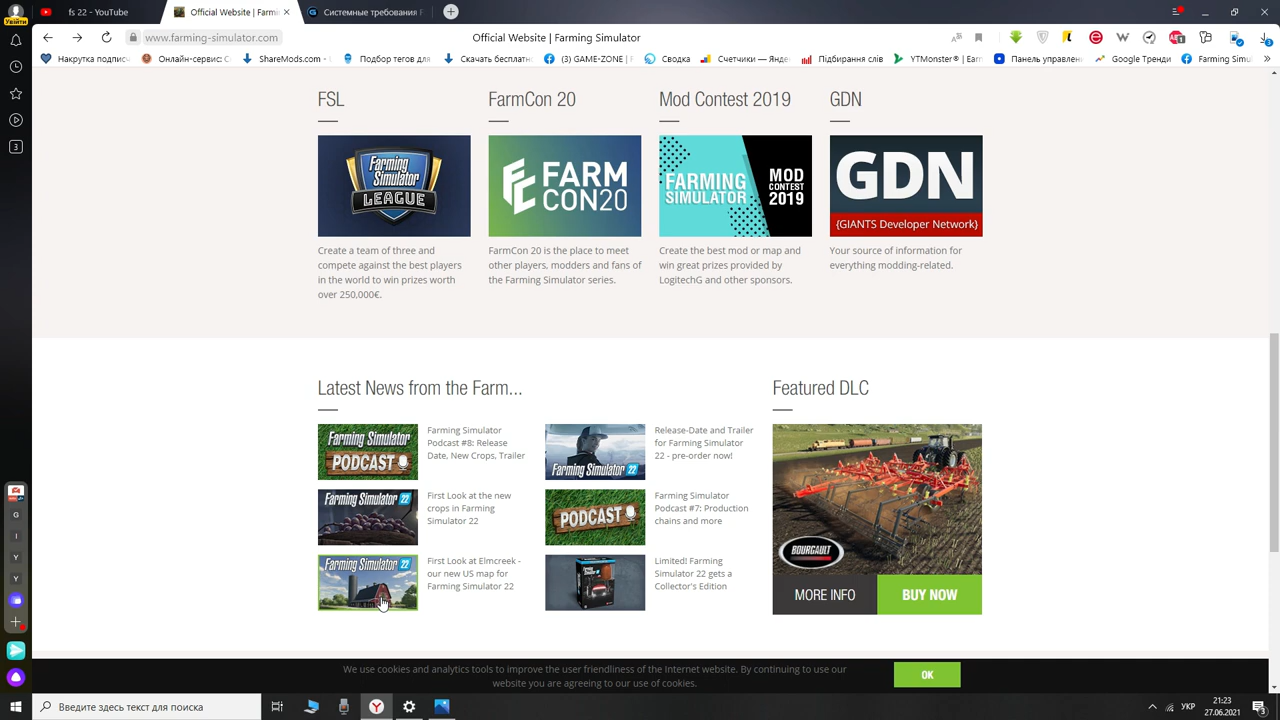 Увійти
fs 22 - YouTube
Official Website | Farmi
Системные требования F
www.farming-simulator.com
Official Website | Farming Simulator
Накрутка подписч
Онлайн-сервис: С
ShareMods.com -
Подбор тегов для
Скачать бесплатн
(3) GAME-ZONE | F
Сводка
Счетчики — Янде
Підбирання слів
YTMonster® | Earn
Панель управлен
Google Тренди
Farming Simu
FSL
FarmCon 20
Mod Contest 2019
GDN
Farming
Simulator
LEAGUE
FARM
CON20
FARMING
SIMULATOR
MOD
CONTEST
2019
GDN
{GIANTS Developer Network}
Create a team of three and
compete against the best players
in the world to win prizes worth
over 250,000€.
FarmCon 20 is the place to meet
other players, modders and fans of
the Farming Simulator series.
Create the best mod or map and
win great prizes provided by
LogitechG and other sponsors.
Your source of information for
everything modding-related.
Latest News from the Farm...
Featured DLC
Farming Simulator
PODCAST
Farming Simulator
Podcast #8: Release
Date, New Crops, Trailer
Farming Simulator 22
Release-Date and Trailer
for Farming Simulator
22 - pre-order now!
Farming Simulator 22
First Look at the new
crops in Farming
Simulator 22
PODCAST
Farming Simulator
Podcast #7: Production
chains and more
Farming Simulator 22
First Look at Elmcreek -
our new US map for
Farming Simulator 22
Limited! Farming
Simulator 22 gets a
Collector's Edition
BOURGAULT
MORE INFO
BUY NOW
We use cookies and analytics tools to improve the user friendliness of the Internet website. By continuing to use our
website you are agreeing to our use of cookies.
OK
Введите здесь текст для поиска
УКР
21:23
27.06.2021